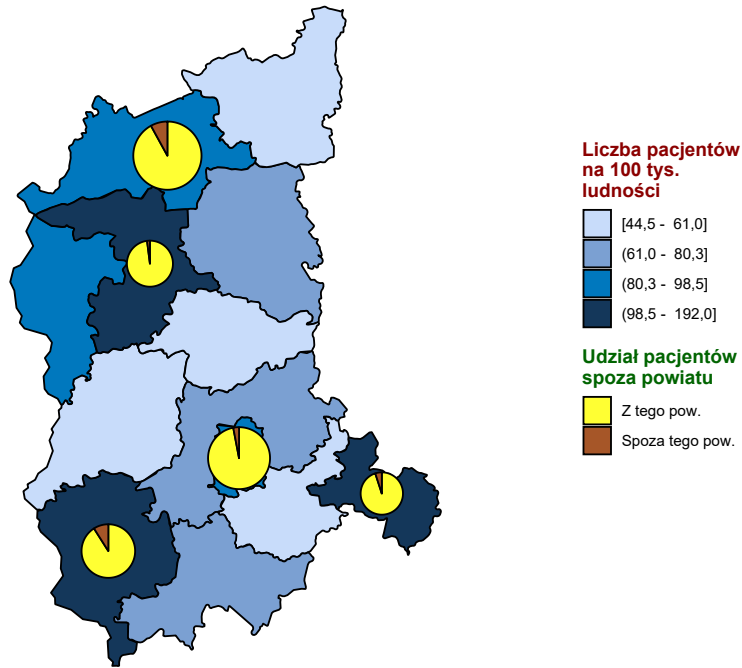 Liczba pacjentów
na 100 tys.
ludności
[44,5 - 61,0]
(61,0 - 80,3]
(80,3 - 98,5]
(98,5 - 192,0]
Udział pacjentów
spoza powiatu
Z tego pow.
Spoza tego pow.